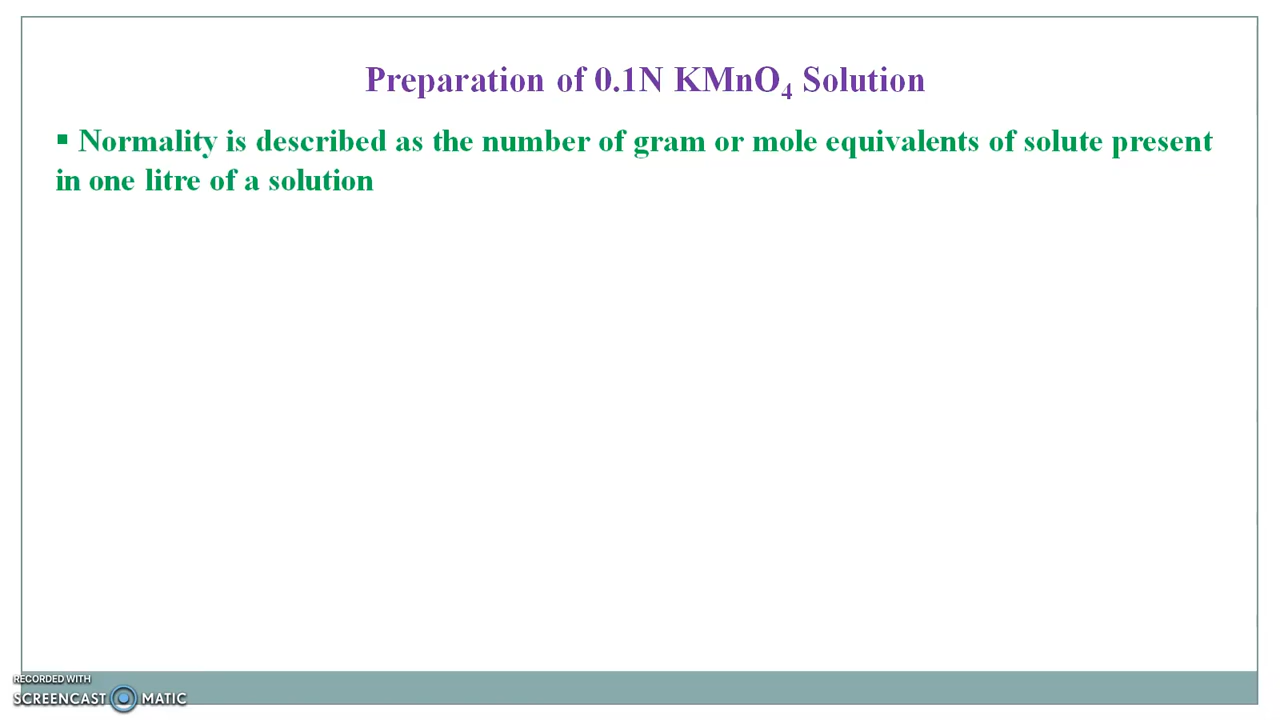 Preparation of 0.1N KMnO₄ Solution
▪ Normality is described as the number of gram or mole equivalents of solute present
in one litre of a solution
RECORDED WITH
SCREENCAST MATIC